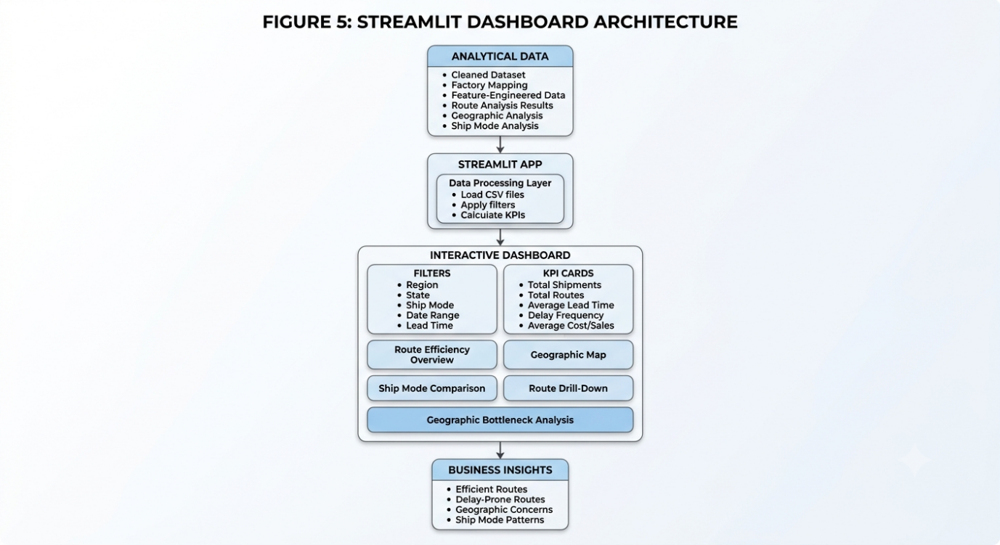 FIGURE 5: STREAMLIT DASHBOARD ARCHITECTURE
ANALYTICAL DATA
• Cleaned Dataset
• Factory Mapping
• Feature-Engineered Data
• Route Anaiysis Results
• Geographic Analysis
• Ship Mode Analysis
STREAMLIT APP
Data Processing Layer
• Load CSV files
• Apply filters
• Calcuiate KPIs
INTERACTIVE DASHBOARD
FILTERS
• Region
• State
• Ship Mode
• Date Range
• Lead Time
KPI CARDS
• Total Shipments
• Total Routes
• Average Lead Time
• Delay Frequency
• Average Cost/Sales
Route Efficiency
Overview
Geographic Map
Ship Mode Comparison
Route Drill-Down
Geographic Bottleneck Analysis
BUSINESS INSIGHTS
• Efficient Routes
• Delay-Prone Routes
• Geographic Concerns
• Ship Mode Patterns